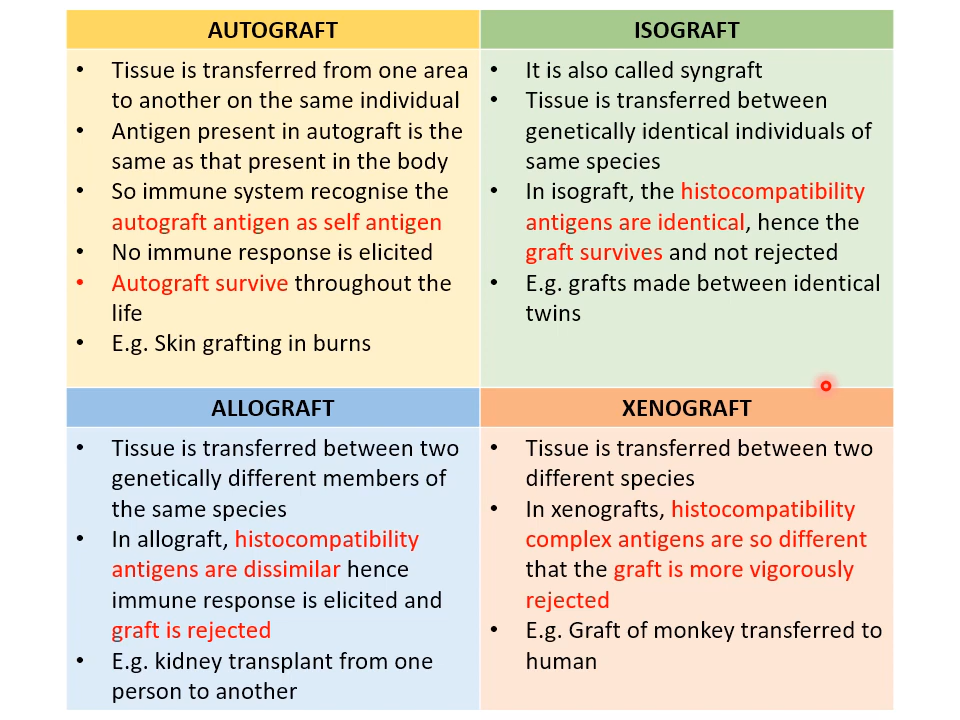 AUTOGRAFT
• Tissue is transferred from one area
to another on the same individual
• Antigen present in autograft is the
same as that present in the body
• So immune system recognise the
autograft antigen as self antigen
• No immune response is elicited
• Autograft survive throughout the
life
• E.g. Skin grafting in burns
ISOGRAFT
• It is also called syngraft
• Tissue is transferred between
genetically identical individuals of
same species
• In isograft, the histocompatibility
antigens are identical, hence the
graft survives and not rejected
• E.g. grafts made between identical
twins
ALLOGRAFT
• Tissue is transferred between two
genetically different members of
the same species
• In allograft, histocompatibility
antigens are dissimilar hence
immune response is elicited and
graft is rejected
• E.g. kidney transplant from one
person to another
XENOGRAFT
• Tissue is transferred between two
different species
• In xenografts, histocompatibility
complex antigens are so different
that the graft is more vigorously
rejected
• E.g. Graft of monkey transferred to
human